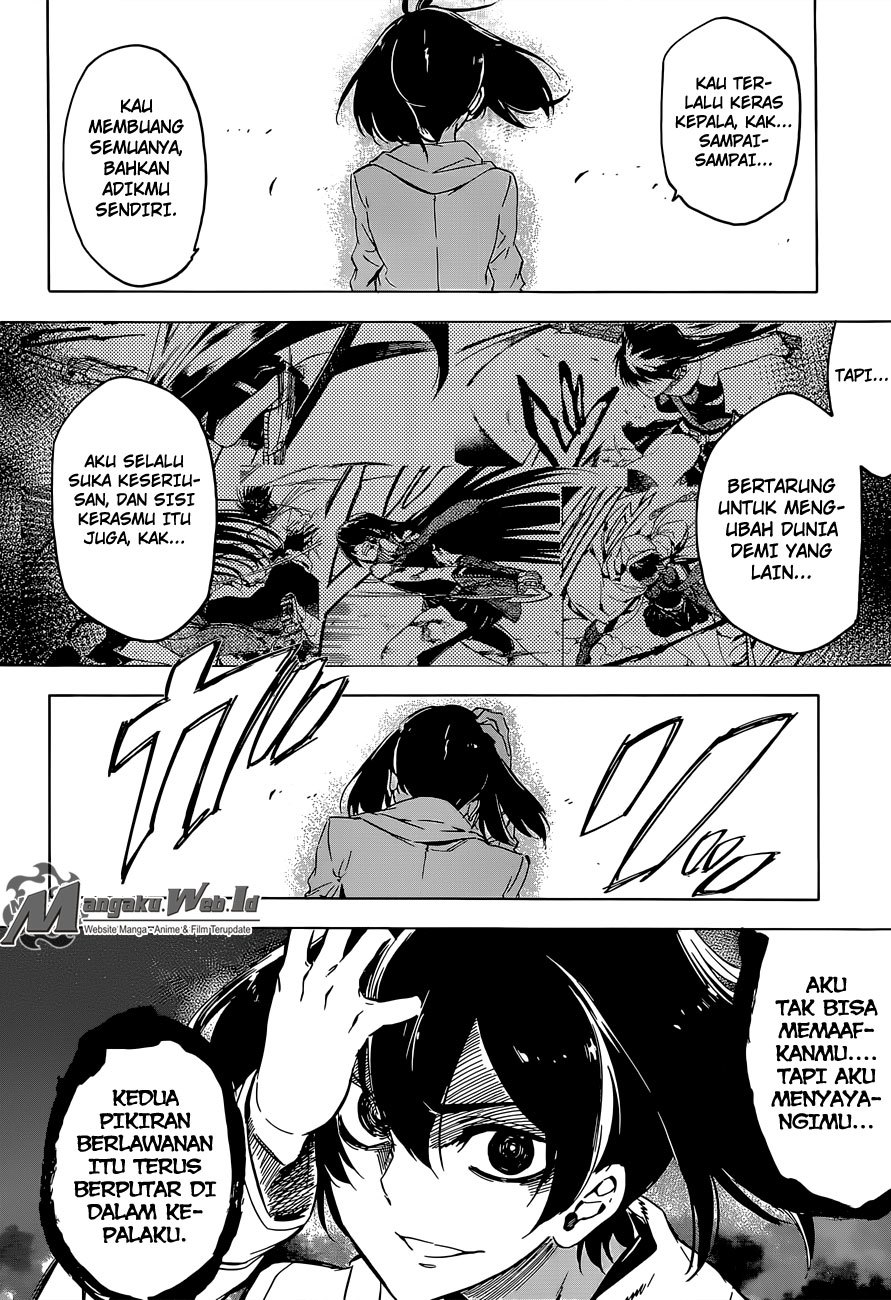 KAU TER-
LALU KERAS
KEPALA, KAK...
SAMPAI-
SAMPAI...
KAU
MEMBUANG
SEMUANYA,
BAHKAN
ADIKMU
SENDIRI.
TAPI...
BERTARUNG
UNTUK MENG-
UBAH DUNIA
DEMI YANG
LAIN...
AKU SELALU
SUKA KESERIU-
SAN, DAN SISI
KERASMU ITU
JUGA, KAK...
Mangaku.Web.Id
Website Manga - Anime & Film Terupdate
AKU
TAK BISA
MEMAAF-
KANMU....
TAPI AKU
MENYAYA-
NGIMU...
KEDUA
PIKIRAN
BERLAWANAN
ITU TERUS
BERPUTAR DI
DALAM KE-
PALAKU.